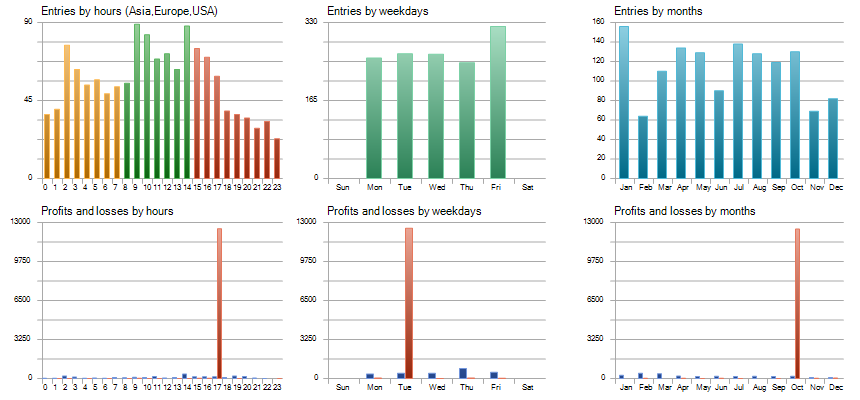 Entries by hours (Asia,Europe,USA)
90
45
0
0 1 2 3 4 5 6 7 8 9 10 11 12 13 14 15 16 17 18 19 20 21 22 23
Entries by weekdays
330
165
0
Sun Mon Tue Wed Thu Fri Sat
Entries by months
160
140
120
100
80
60
40
20
0
Jan Feb Mar Apr May Jun Jul Aug Sep Oct Nov Dec
Profits and losses by hours
13000
9750
6500
3250
0
0 1 2 3 4 5 6 7 8 9 10 11 12 13 14 15 16 17 18 19 20 21 22 23
Profits and losses by weekdays
13000
9750
6500
3250
0
Sun Mon Tue Wed Thu Fri Sat
Profits and losses by months
13000
9750
6500
3250
0
Jan Feb Mar Apr May Jun Jul Aug Sep Oct Nov Dec